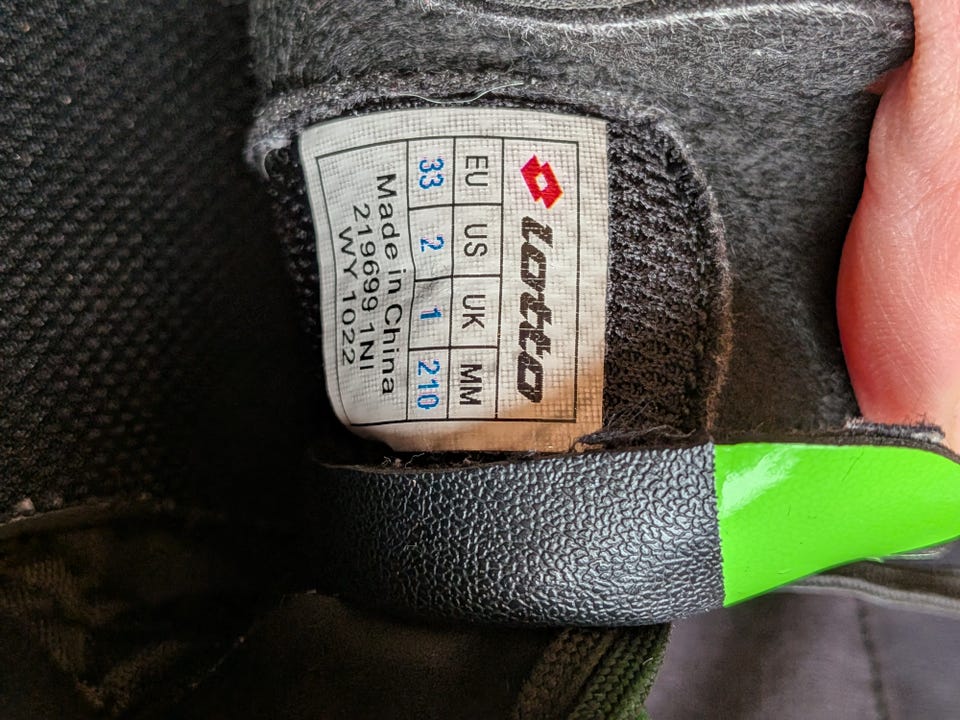 lotto
EU US UK MM
33 2 1 210
Made in China
219699 1NI
WY 1022